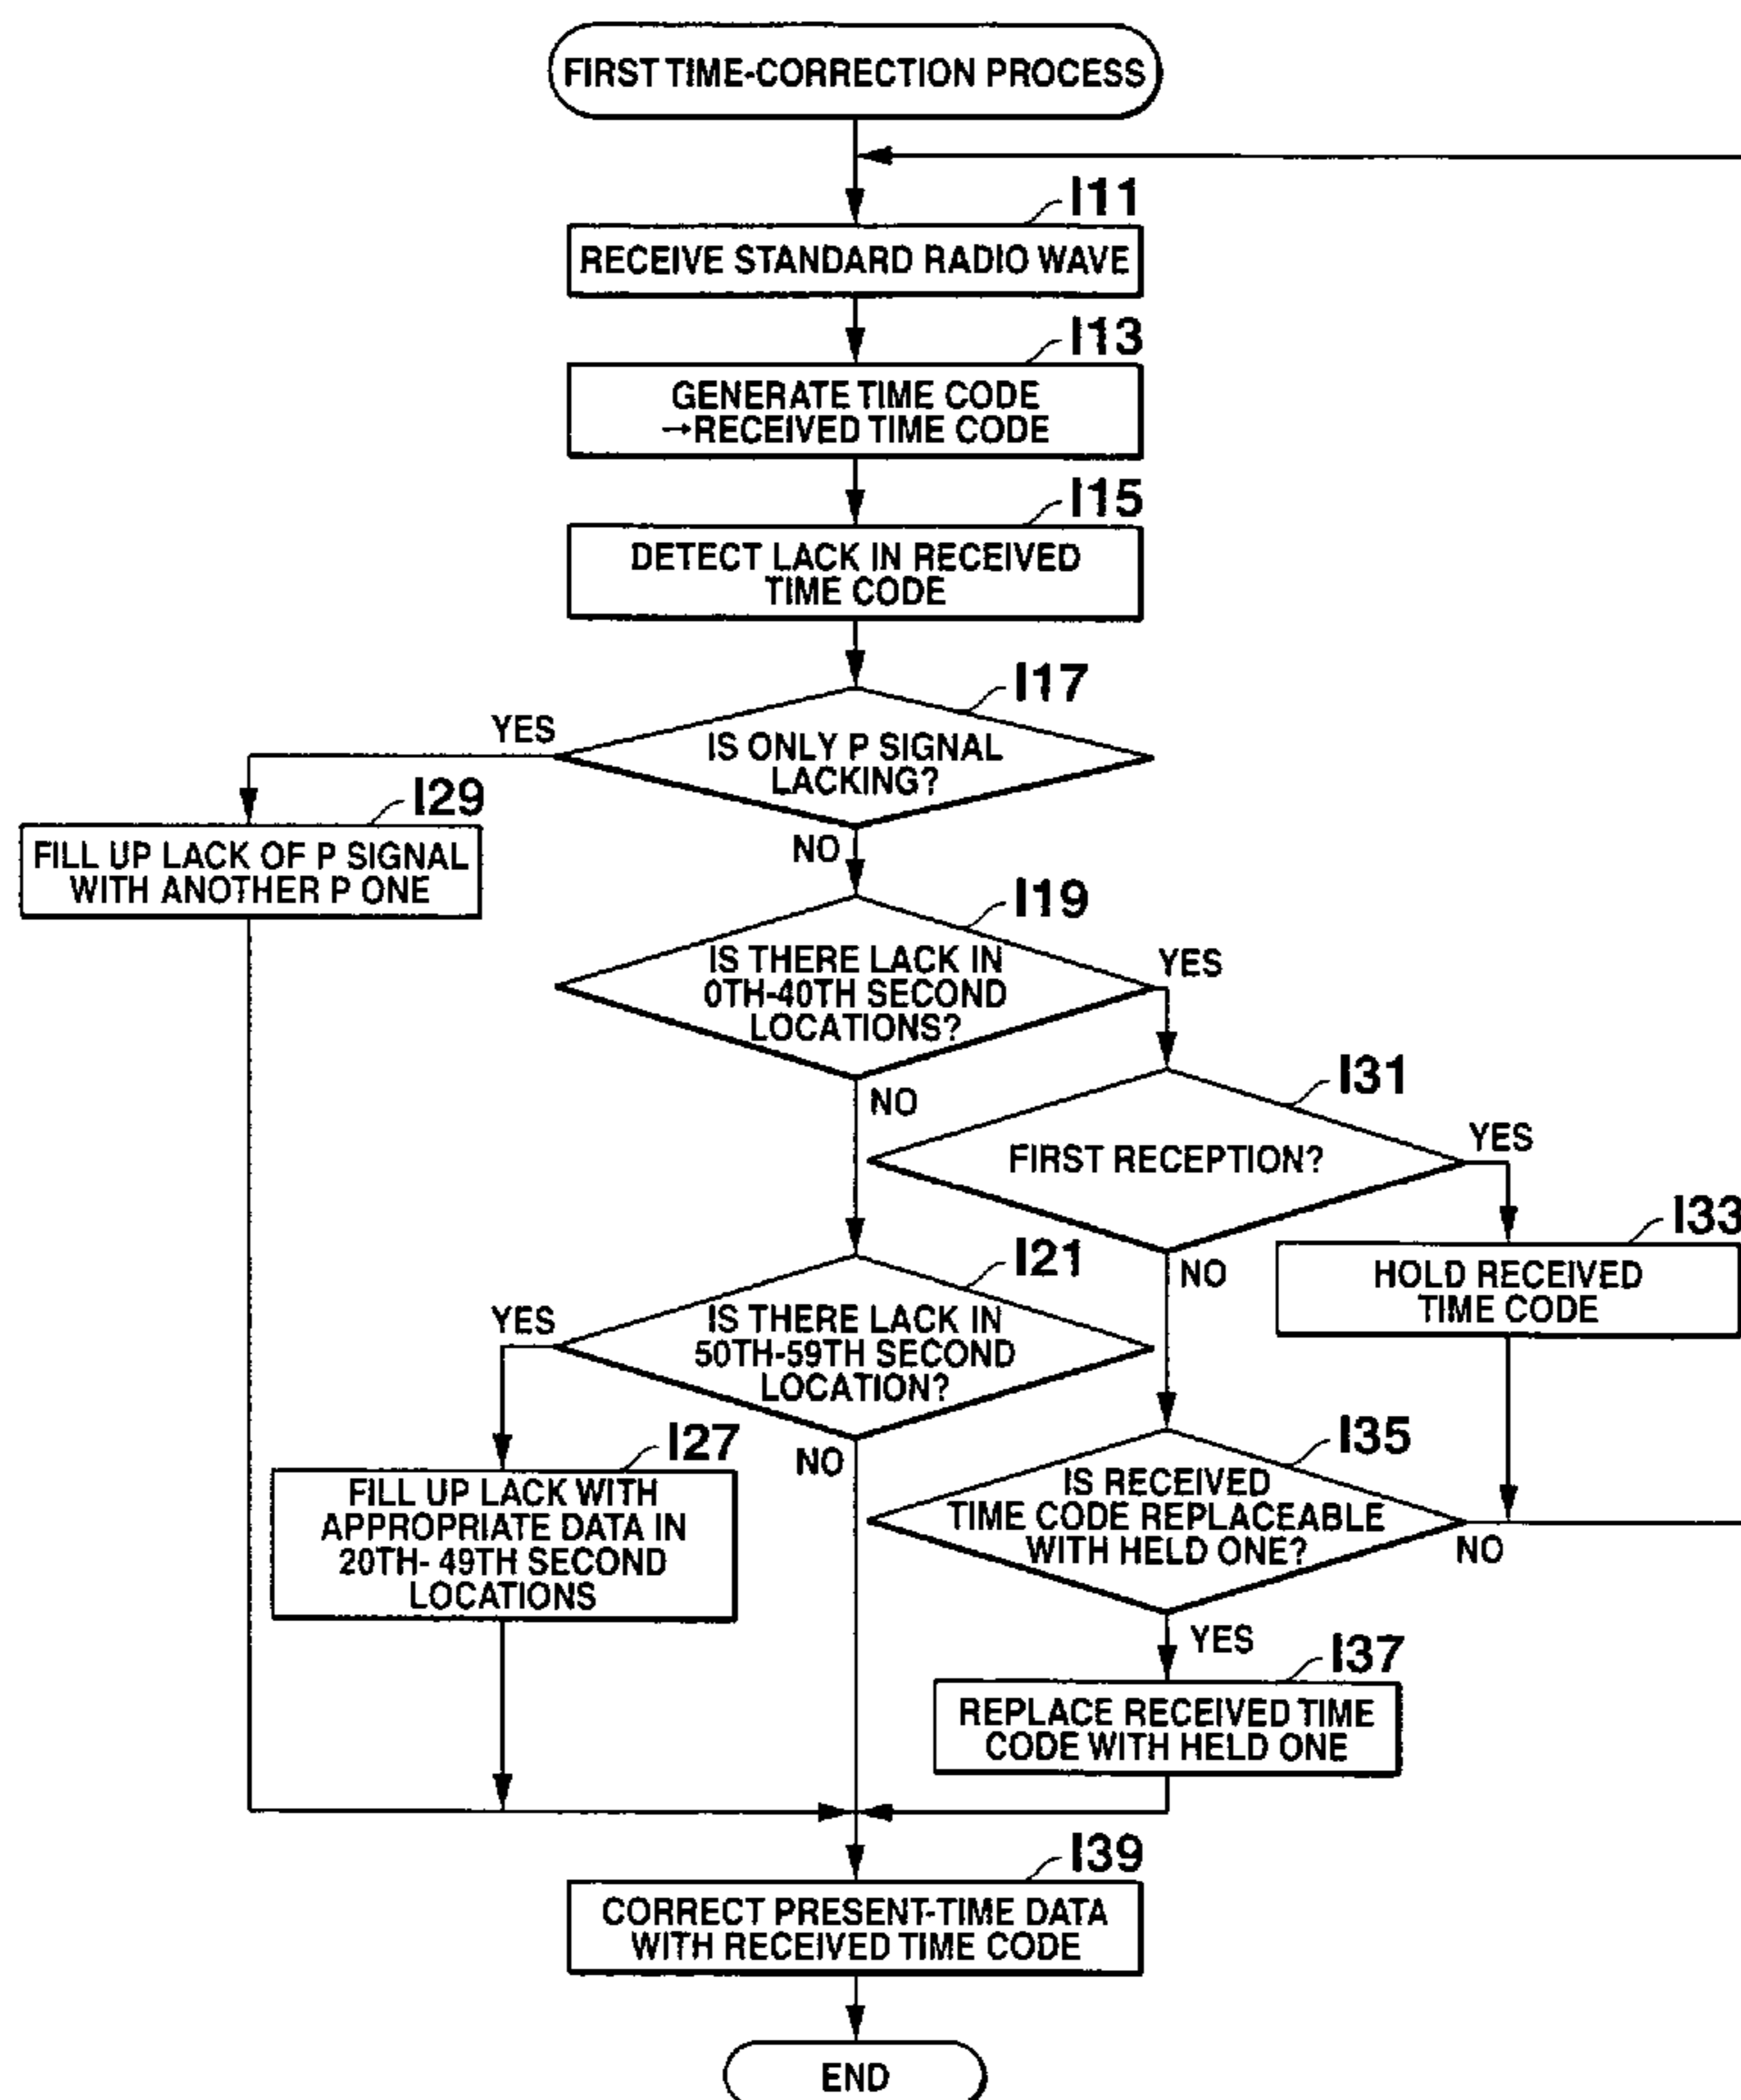 FIRST TIME-CORRECTION PROCESS
I11
RECEIVE STANDARD RADIO WAVE
I13
GENERATE TIME CODE
→RECEIVED TIME CODE
I15
DETECT LACK IN RECEIVED
TIME CODE
I17
YES
IS ONLY P SIGNAL
LACKING?
NO
I29
FILL UP LACK OF P SIGNAL
WITH ANOTHER P ONE
I19
IS THERE LACK IN
0TH-40TH SECOND
LOCATIONS?
YES
NO
I31
FIRST RECEPTION?
YES
NO
I33
HOLD RECEIVED
TIME CODE
I21
YES
IS THERE LACK IN
50TH-59TH SECOND
LOCATION?
NO
I27
FILL UP LACK WITH
APPROPRIATE DATA IN
20TH- 49TH SECOND
LOCATIONS
I35
IS RECEIVED
TIME CODE REPLACEABLE
WITH HELD ONE?
NO
YES
I37
REPLACE RECEIVED TIME
CODE WITH HELD ONE
I39
CORRECT PRESENT-TIME DATA
WITH RECEIVED TIME CODE
END